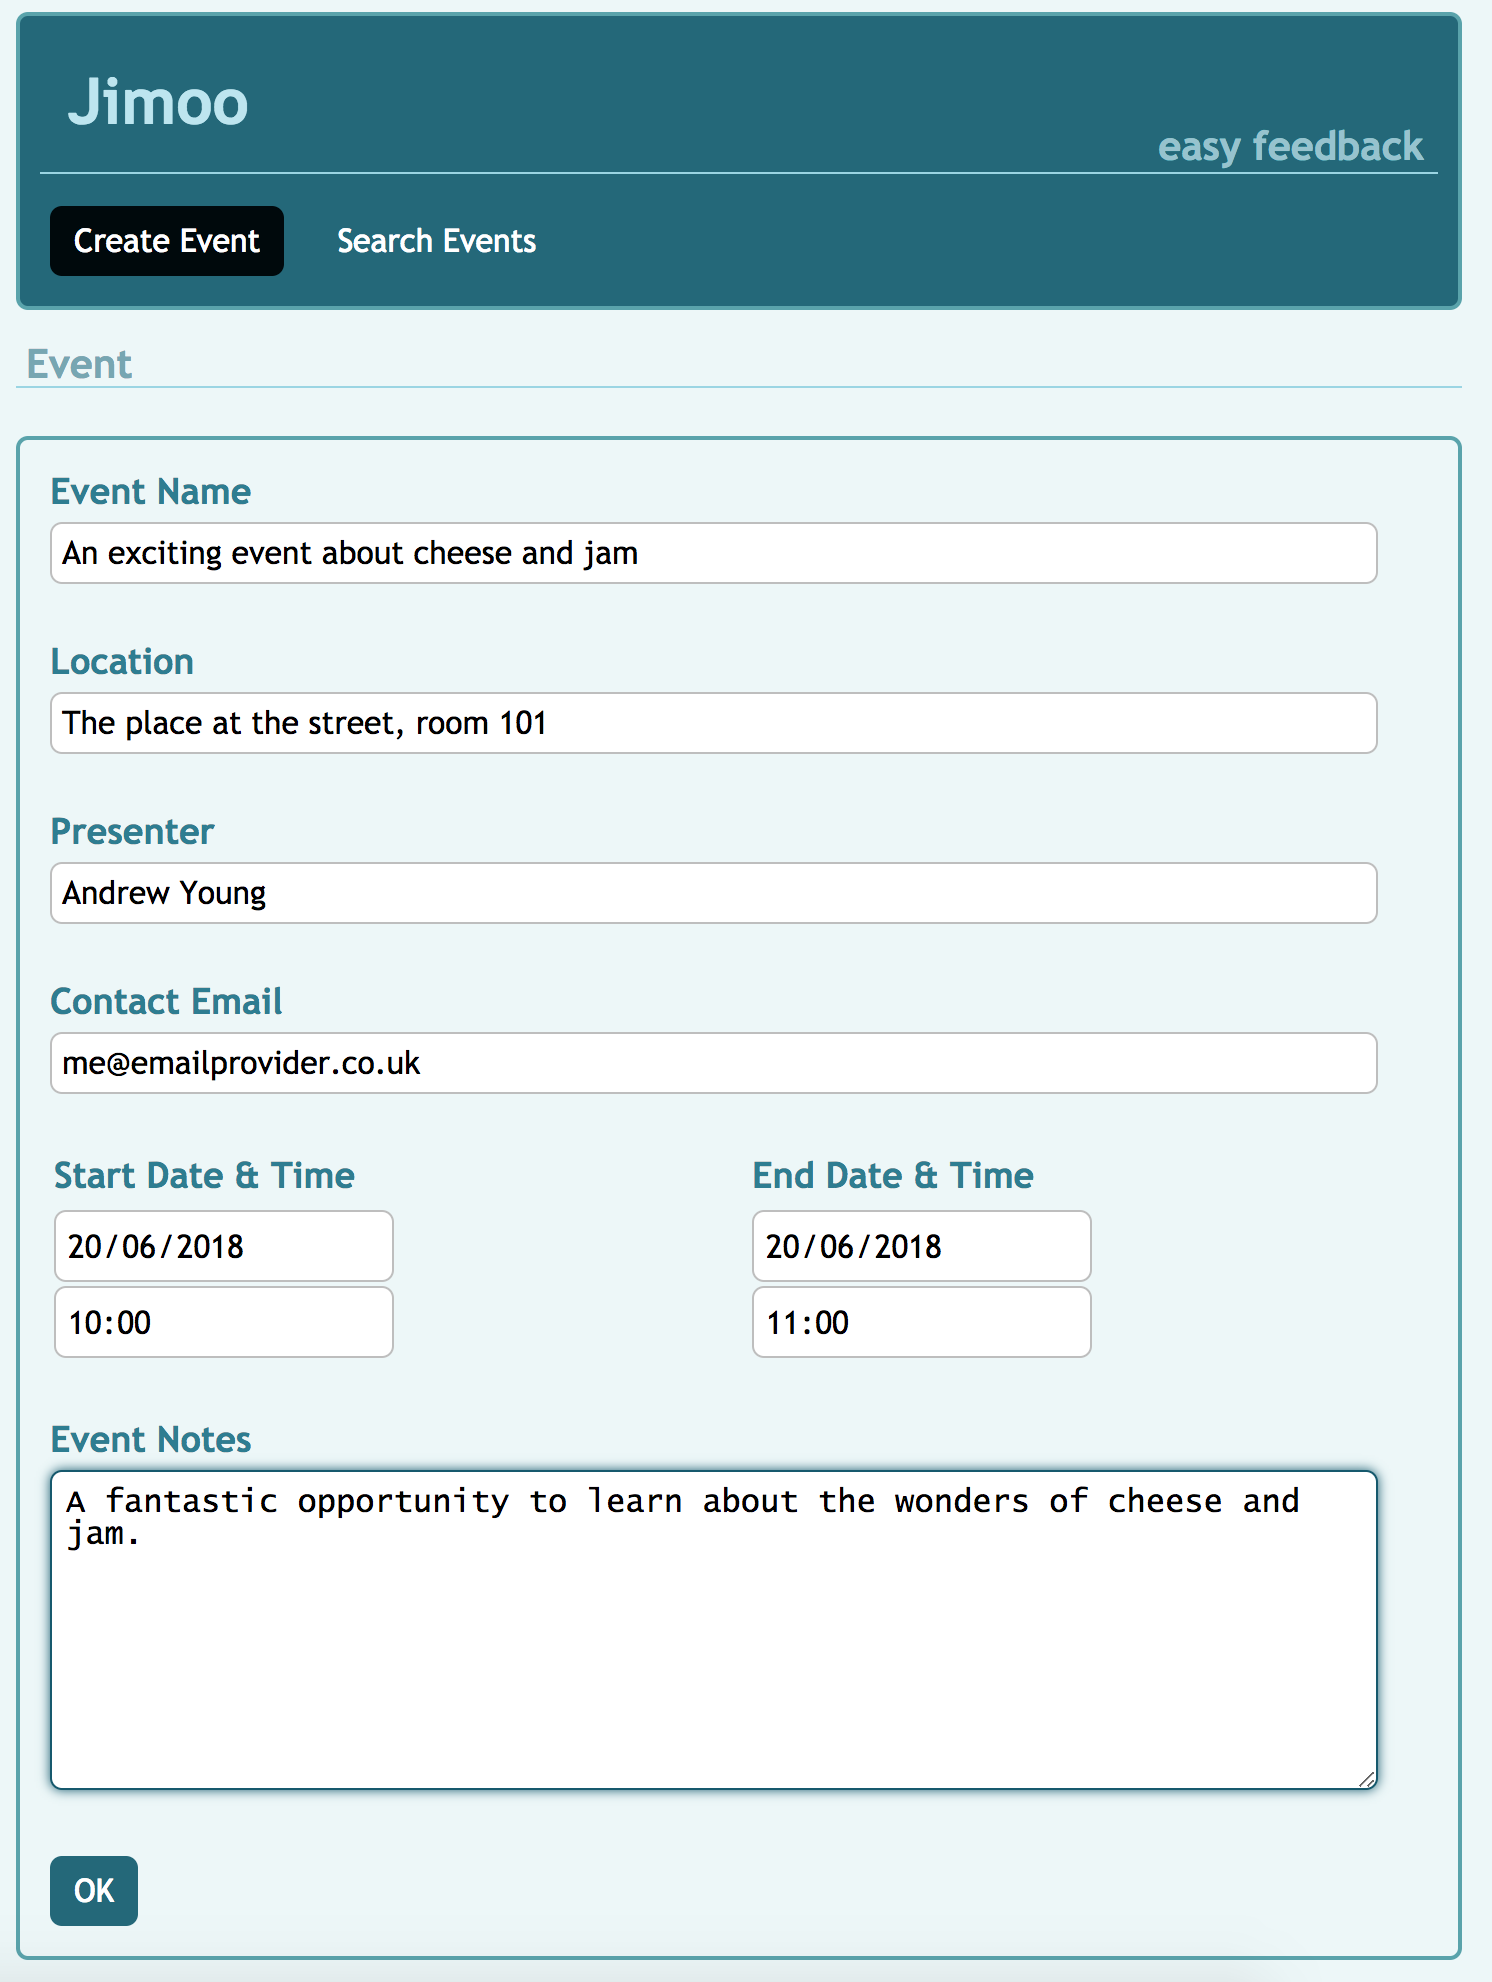 Jimoo
easy feedback
Create Event
Search Events
Event
Event Name
An exciting event about cheese and jam
Location
The place at the street, room 101
Presenter
Andrew Young
Contact Email
me@emailprovider.co.uk
Start Date & Time
End Date & Time
20/06/2018
20/06/2018
10:00
11:00
Event Notes
A fantastic opportunity to learn about the wonders of cheese and
jam.
OK